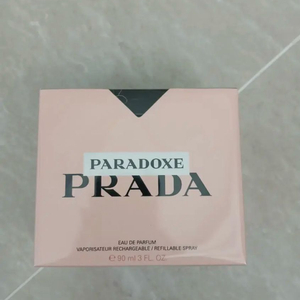 PARADOXE
PRADA
EAU DE PARFUM
VAPORISATEUR RECHARGEABLE / REFILLABLE SPRAY
℮ 90 ml 3 FL. OZ.